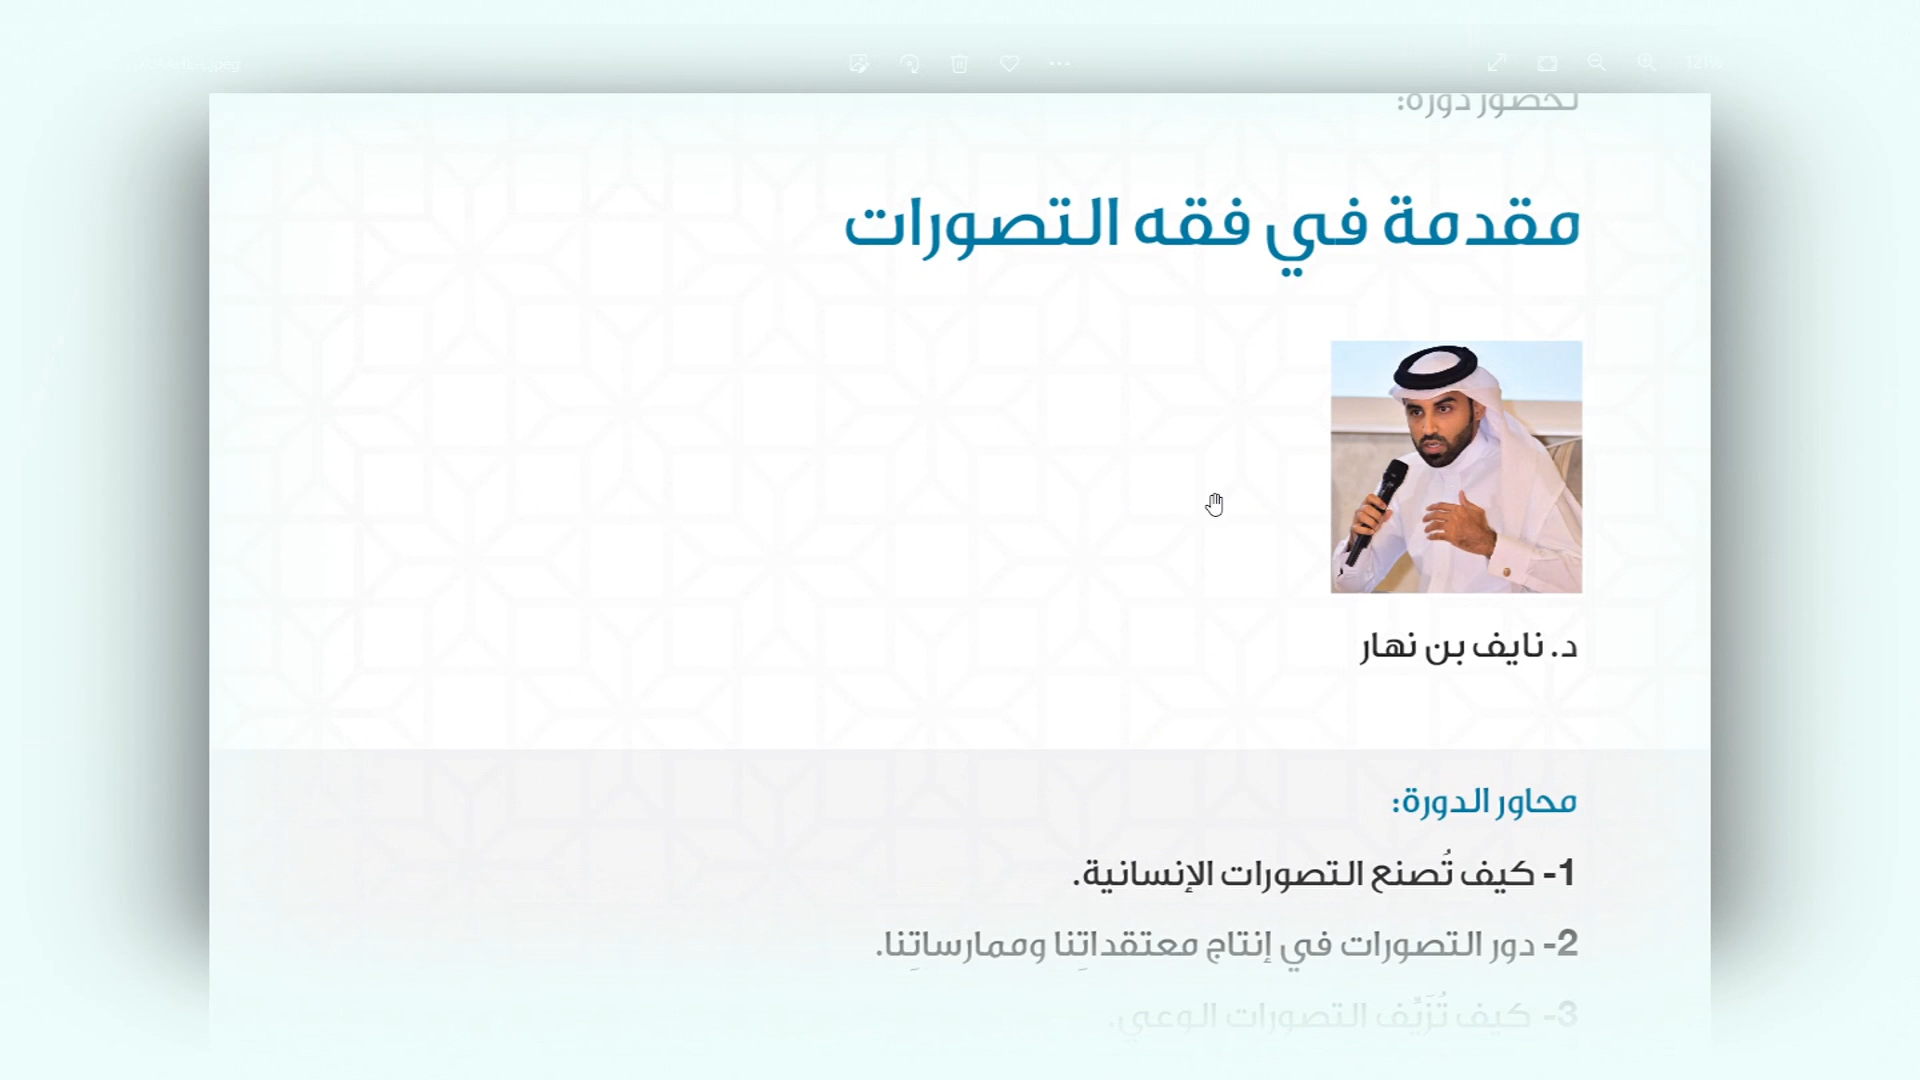 لحضور دورة:
مقدمة في فقه التصورات
د. نايف بن نهار
محاور الدورة:
1- كيف تُصنع التصورات الإنسانية.
2- دور التصورات في إنتاج معتقداتِنا وممارساتِنا.
3- كيف تُزَيِّف التصورات الوعي.